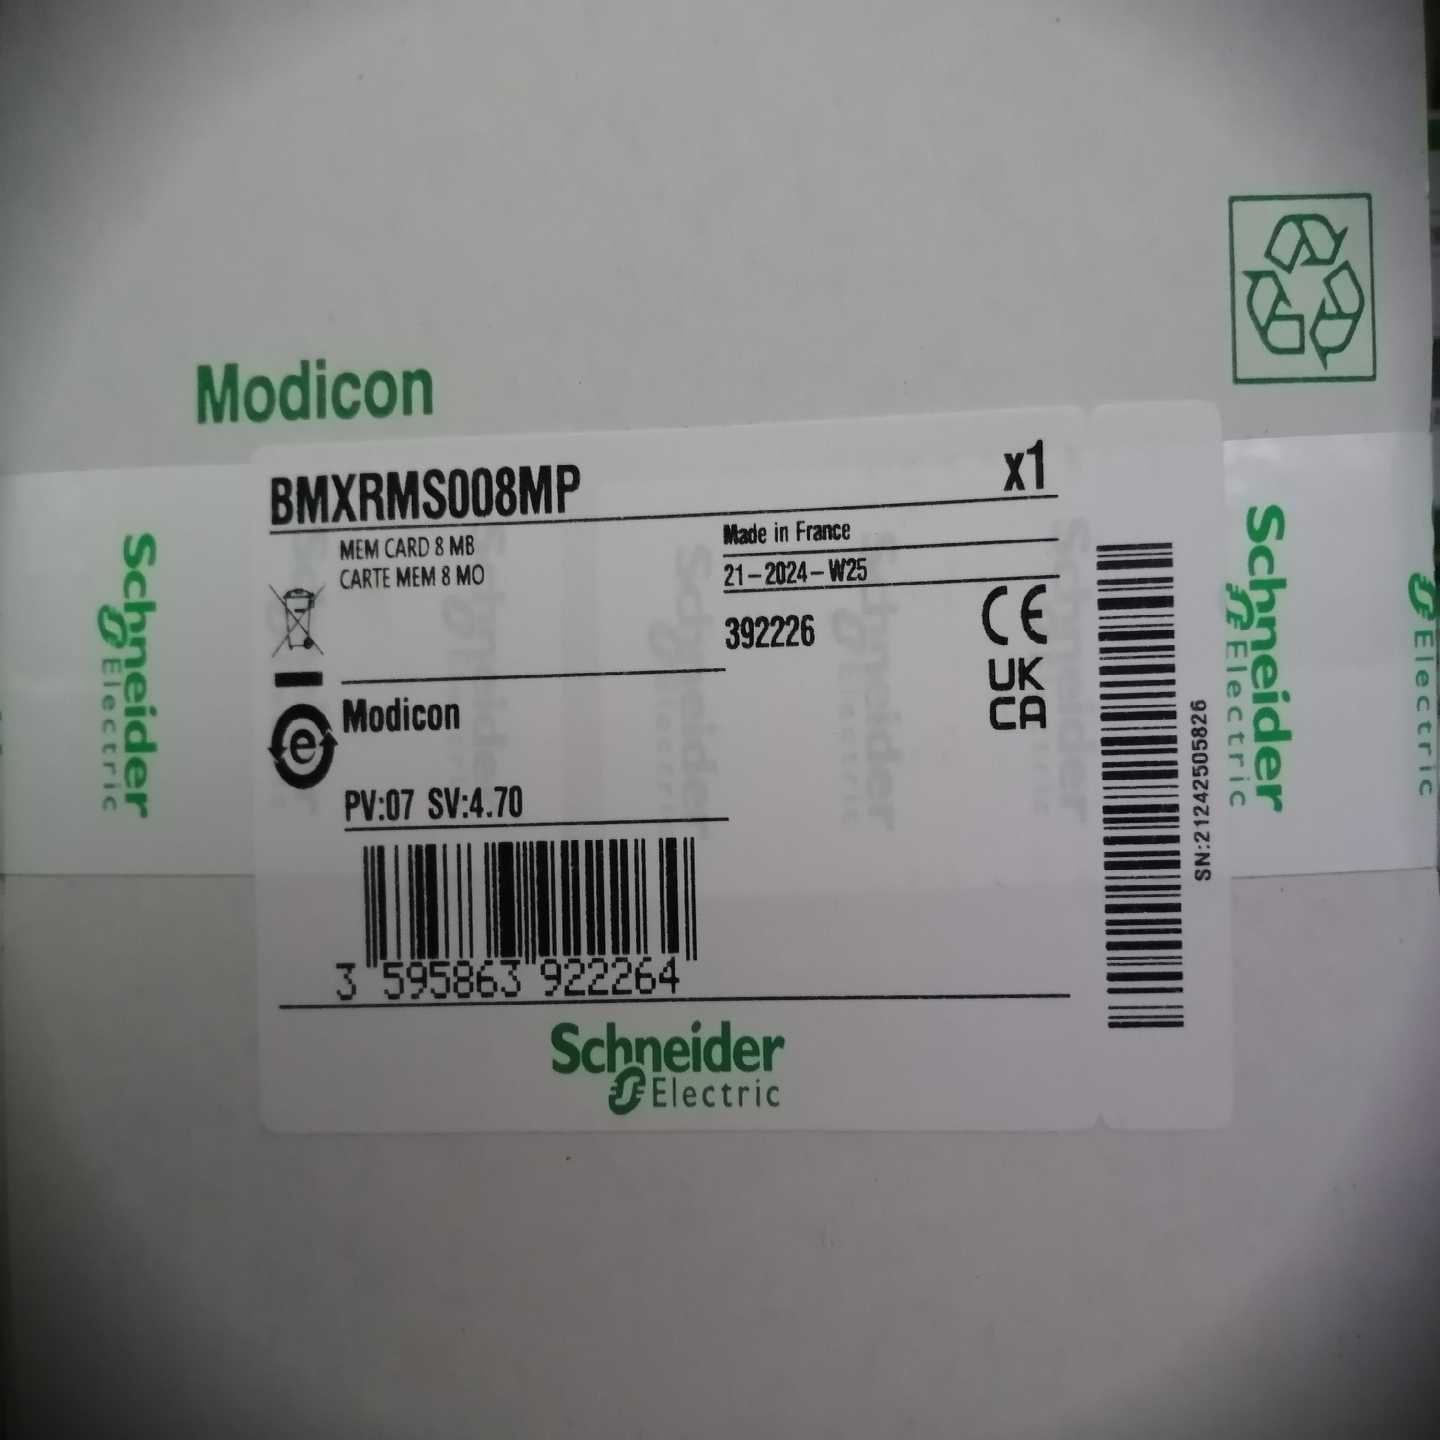 Modicon
BMXRMS008MP
x1
MEM CARD 8 MB
CARTE MEM 8 MO
Made in France
21-2024-W25
392226
CE
UK
CA
Modicon
PV:07 SV:4.70
3 595863 922264
SN:21242505826
Schneider
Electric
Schneider
Electric
Schneider
Electric
Electric